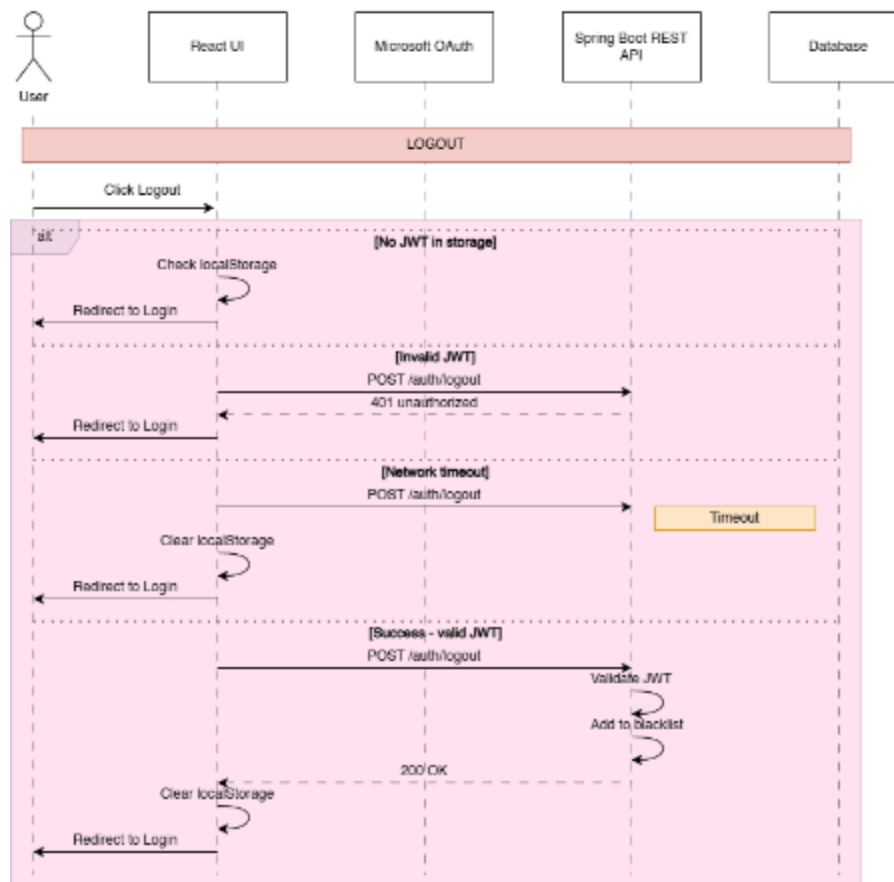 User
React UI
Microsoft OAuth
Spring Boot REST
API
Database
LOGOUT
Click Logout
alt
[No JWT in storage]
Check localStorage
Redirect to Login
[Invalid JWT]
POST /auth/logout
401 unauthorized
Redirect to Login
[Network timeout]
POST /auth/logout
Timeout
Clear localStorage
Redirect to Login
[Success - valid JWT]
POST /auth/logout
Validate JWT
Add to blacklist
200 OK
Clear localStorage
Redirect to Login